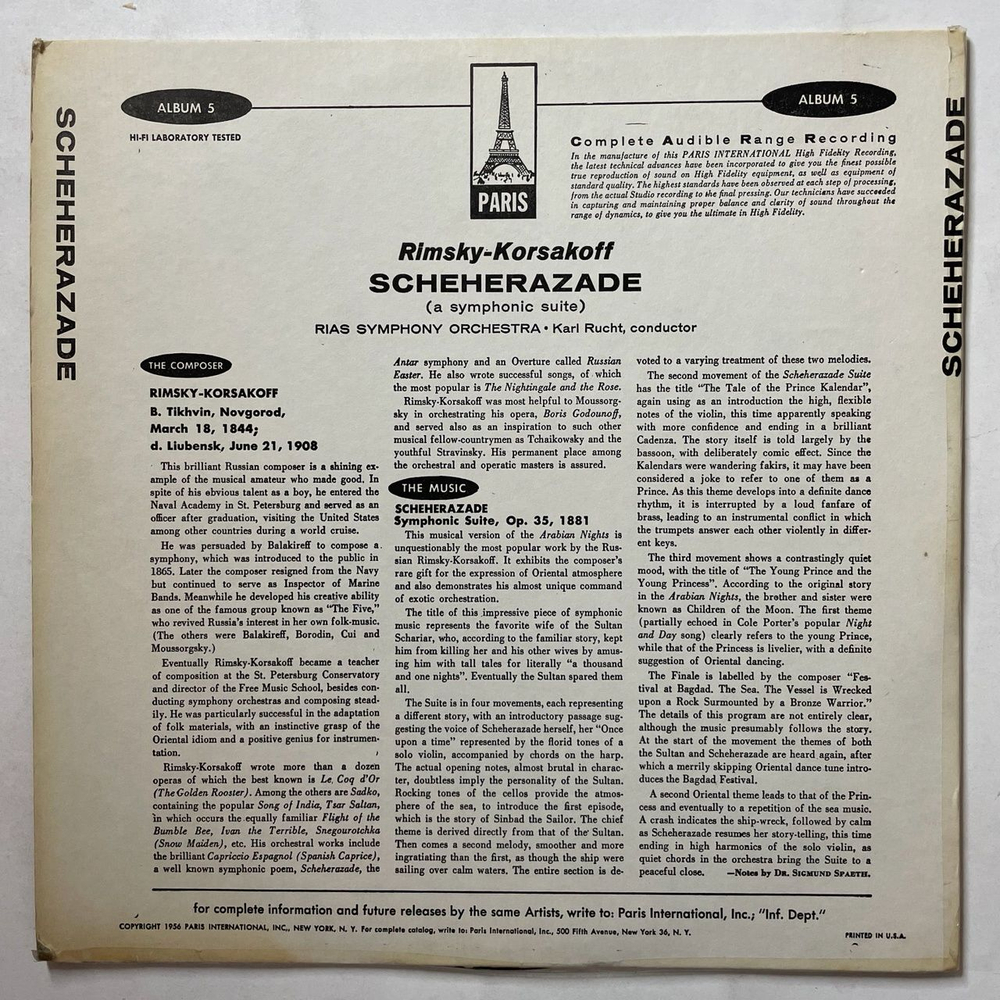 ALBUM 5
ALBUM 5
HI-FI LABORATORY TESTED
PARIS
Complete Audible Range Recording
In the manufacture of this PARIS INTERNATIONAL High Fidelity Recording,
the latest technical advances have been incorporated to give you the finest possible
true reproduction of sound on High Fidelity equipment, as well as equipment of
standard quality. The highest standards have been observed at each step of processing,
from the actual Studio recording to the final pressing. Our technicians have succeeded
in capturing and maintaining proper balance and clarity of sound throughout the
range of dynamics, to give you the ultimate in High Fidelity.
SCHEHERAZADE
SCHEHERAZADE
Rimsky-Korsakoff
SCHEHERAZADE
(a symphonic suite)
RIAS SYMPHONY ORCHESTRA • Karl Rucht, conductor
THE COMPOSER
RIMSKY-KORSAKOFF
B. Tikhvin, Novgorod,
March 18, 1844;
d. Liubensk, June 21, 1908
This brilliant Russian composer is a shining ex-
ample of the musical amateur who made good. In
spite of his obvious talent as a boy, he entered the
Naval Academy in St. Petersburg and served as an
officer after graduation, visiting the United States
among other countries during a world cruise.
He was persuaded by Balakireff to compose a
symphony, which was introduced to the public in
1865. Later the composer resigned from the Navy
but continued to serve as Inspector of Marine
Bands. Meanwhile he developed his creative ability
as one of the famous group known as "The Five,"
who revived Russia's interest in her own folk-music.
(The others were Balakireff, Borodin, Cui and
Moussorgsky.)
Eventually Rimsky-Korsakoff became a teacher
of composition at the St. Petersburg Conservatory
and director of the Free Music School, besides con-
ducting symphony orchestras and composing stead-
ily. He was particularly successful in the adaptation
of folk materials, with an instinctive grasp of the
Oriental idiom and a positive genius for instrumen-
tation.
Rimsky-Korsakoff wrote more than a dozen
operas of which the best known is Le Coq d'Or
(The Golden Rooster). Among the others are Sadko,
containing the popular Song of India, Tsar Saltan,
in which occurs the equally familiar Flight of the
Bumble Bee, Ivan the Terrible, Snegourotchka
(Snow Maiden), etc. His orchestral works include
the brilliant Capriccio Espagnol (Spanish Caprice),
a well known symphonic poem, Scheherazade, the
Antar symphony and an Overture called Russian
Easter. He also wrote successful songs, of which
the most popular is The Nightingale and the Rose.
Rimsky-Korsakoff was most helpful to Moussorg-
sky in orchestrating his opera, Boris Godounoff,
and served also as an inspiration to such other
musical fellow-countrymen as Tchaikowsky and the
youthful Stravinsky. His permanent place among
the orchestral and operatic masters is assured.
THE MUSIC
SCHEHERAZADE
Symphonic Suite, Op. 35, 1881
This musical version of the Arabian Nights is
unquestionably the most popular work by the Rus-
sian Rimsky-Korsakoff. It exhibits the composer's
rare gift for the expression of Oriental atmosphere
and also demonstrates his almost unique command
of exotic orchestration.
The title of this impressive piece of symphonic
music represents the favorite wife of the Sultan
Schariar, who, according to the familiar story, kept
him from killing her and his other wives by amus-
ing him with tall tales for literally "a thousand
and one nights". Eventually the Sultan spared them
all.
The Suite is in four movements, each representing
a different story, with an introductory passage sug-
gesting the voice of Scheherazade herself, her "Once
upon a time" represented by the florid tones of a
solo violin, accompanied by chords on the harp.
The actual opening notes, almost brutal in charac-
ter, doubtless imply the personality of the Sultan.
Rocking tones of the cellos provide the atmos-
phere of the sea, to introduce the first episode,
which is the story of Sinbad the Sailor. The chief
theme is derived directly from that of the Sultan.
Then comes a second melody, smoother and more
ingratiating than the first, as though the ship were
sailing over calm waters. The entire section is de-
voted to a varying treatment of these two melodies.
The second movement of the Scheherazade Suite
has the title "The Tale of the Prince Kalendar",
again using as an introduction the high, flexible
notes of the violin, this time apparently speaking
with more confidence and ending in a brilliant
Cadenza. The story itself is told largely by the
bassoon, with deliberately comic effect. Since the
Kalendars were wandering fakirs, it may have been
considered a joke to refer to one of them as a
Prince. As this theme develops into a definite dance
rhythm, it is interrupted by a loud fanfare of
brass, leading to an instrumental conflict in which
the trumpets answer each other violently in differ-
ent keys.
The third movement shows a contrastingly quiet
mood, with the title of "The Young Prince and the
Young Princess". According to the original story
in the Arabian Nights, the brother and sister were
known as Children of the Moon. The first theme
(partially echoed in Cole Porter's popular Night
and Day song) clearly refers to the young Prince,
while that of the Princess is livelier, with a definite
suggestion of Oriental dancing.
The Finale is labelled by the composer "Fes-
tival at Bagdad. The Sea. The Vessel is Wrecked
upon a Rock Surmounted by a Bronze Warrior."
The details of this program are not entirely clear,
although the music presumably follows the story.
At the start of the movement the themes of both
the Sultan and Scheherazade are heard again, after
which a merrily skipping Oriental dance tune intro-
duces the Bagdad Festival.
A second Oriental theme leads to that of the Prin-
cess and eventually to a repetition of the sea music.
A crash indicates the ship-wreck, followed by calm
as Scheherazade resumes her story-telling, this time
ending in high harmonics of the solo violin, as
quiet chords in the orchestra bring the Suite to a
peaceful close. —Notes by DR. SIGMUND SPAETH.
for complete information and future releases by the same Artists, write to: Paris International, Inc.; "Inf. Dept."
COPYRIGHT 1956 PARIS INTERNATIONAL, INC., NEW YORK, N. Y. For complete catalog, write to: Paris International, Inc., 500 Fifth Avenue, New York 36, N. Y.
PRINTED IN U.S.A.